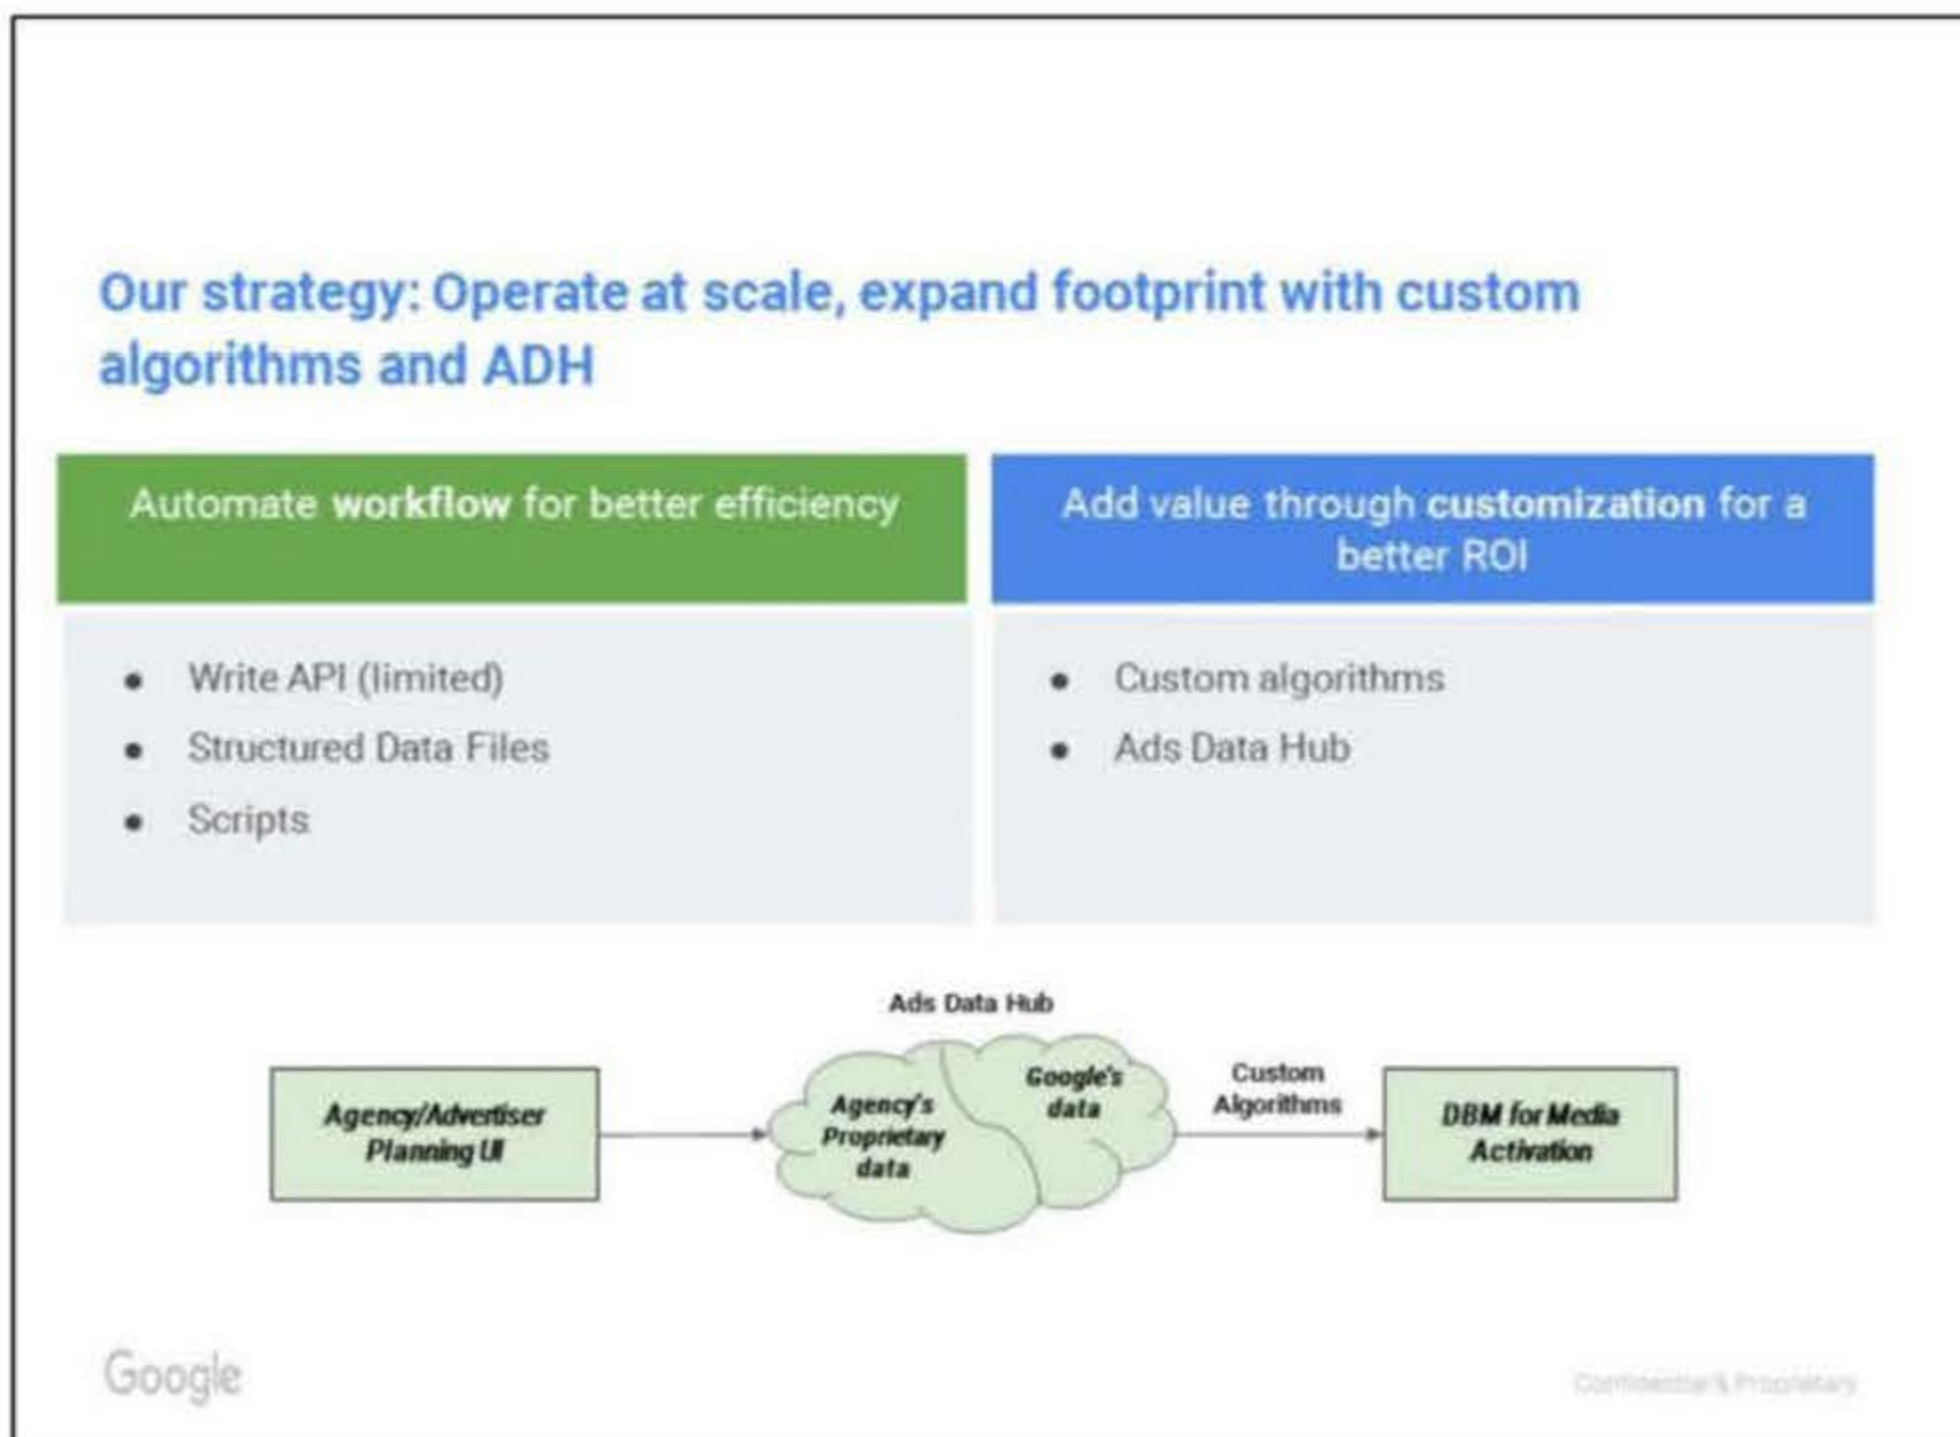 Our strategy: Operate at scale, expand footprint with custom
algorithms and ADH
Automate workflow for better efficiency
Add value through customization for a
better ROI
● Write API (limited)
● Structured Data Files
● Scripts
● Custom algorithms
● Ads Data Hub
Ads Data Hub
Agency/Advertiser
Planning UI
Agency's
Proprietary
data
Google's
data
Custom
Algorithms
DBM for Media
Activation
Google
Confidential & Proprietary